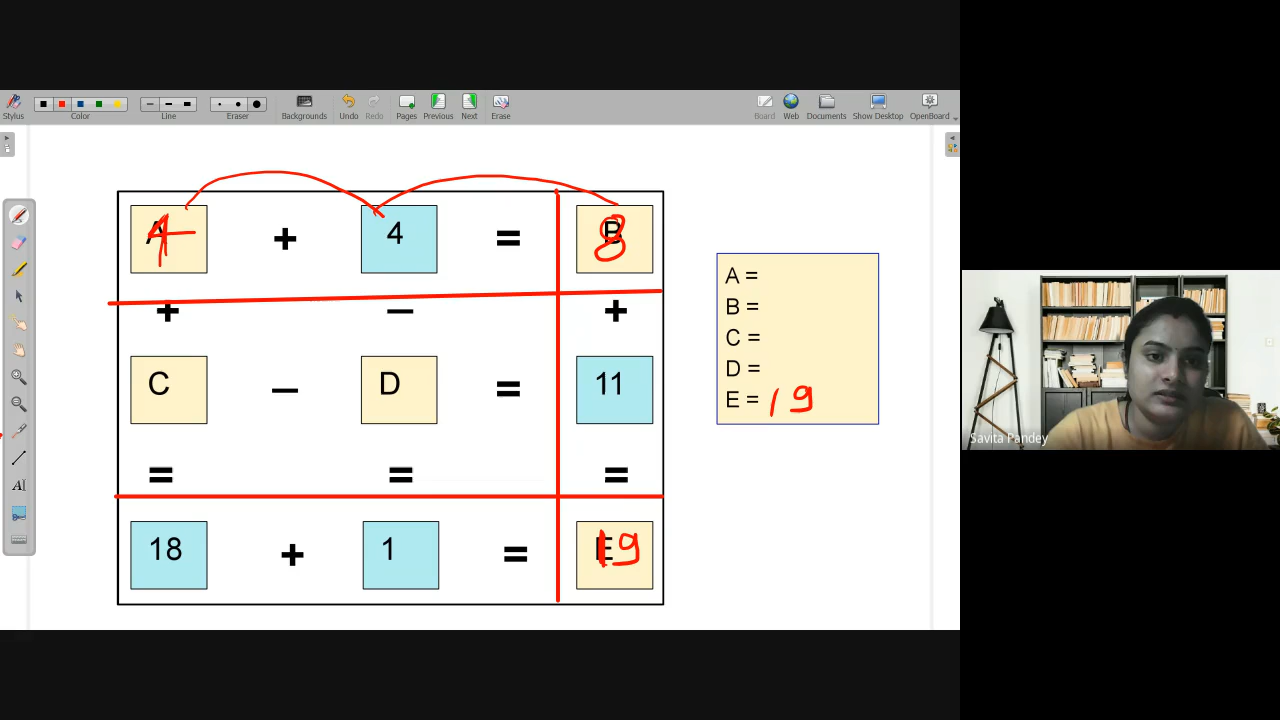 Stylus Color Line Eraser Backgrounds Undo Redo Pages Previous Next Erase Board Web Documents Show Desktop OpenBoard
A + 4 = B
4 8
+ − +
C − D = 11
= = =
18 + 1 = E
19
A =
B =
C =
D =
E = 19
Savita Pandey